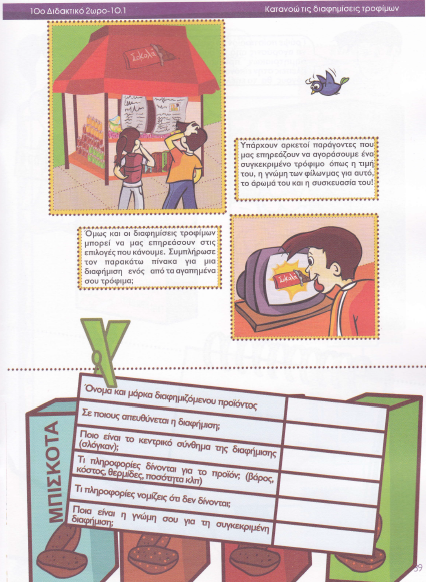 10ο Διδακτικό 2ωρο-10.1
Κατανοώ τις διαφημίσεις τροφίμων
Σοκολά
Υπάρχουν αρκετοί παράγοντες που
μας επηρεάζουν να αγοράσουμε ένα
συγκεκριμένο τρόφιμο όπως η τιμή
του, η γνώμη των φίλων μας για αυτό,
το άρωμά του και η συσκευασία του!
Όμως και οι διαφημίσεις τροφίμων
μπορεί να μας επηρεάσουν στις
επιλογές που κάνουμε. Συμπλήρωσε
τον παρακάτω πίνακα για μια
διαφήμιση ενός από τα αγαπημένα
σου τρόφιμα;
Σοκολά
Όνομα και μάρκα διαφημιζόμενου προϊόντος
Σε ποιους απευθύνεται η διαφήμιση;
Ποιο είναι το κεντρικό σύνθημα της διαφήμισης
(σλόγκαν);
Τι πληροφορίες δίνονται για το προϊόν; (βάρος,
κόστος, θερμίδες, ποσότητα κλπ)
Τι πληροφορίες νομίζεις ότι δεν δίνονται;
Ποια είναι η γνώμη σου για τη συγκεκριμένη
διαφήμιση;
ΜΠΙΣΚΟΤΑ